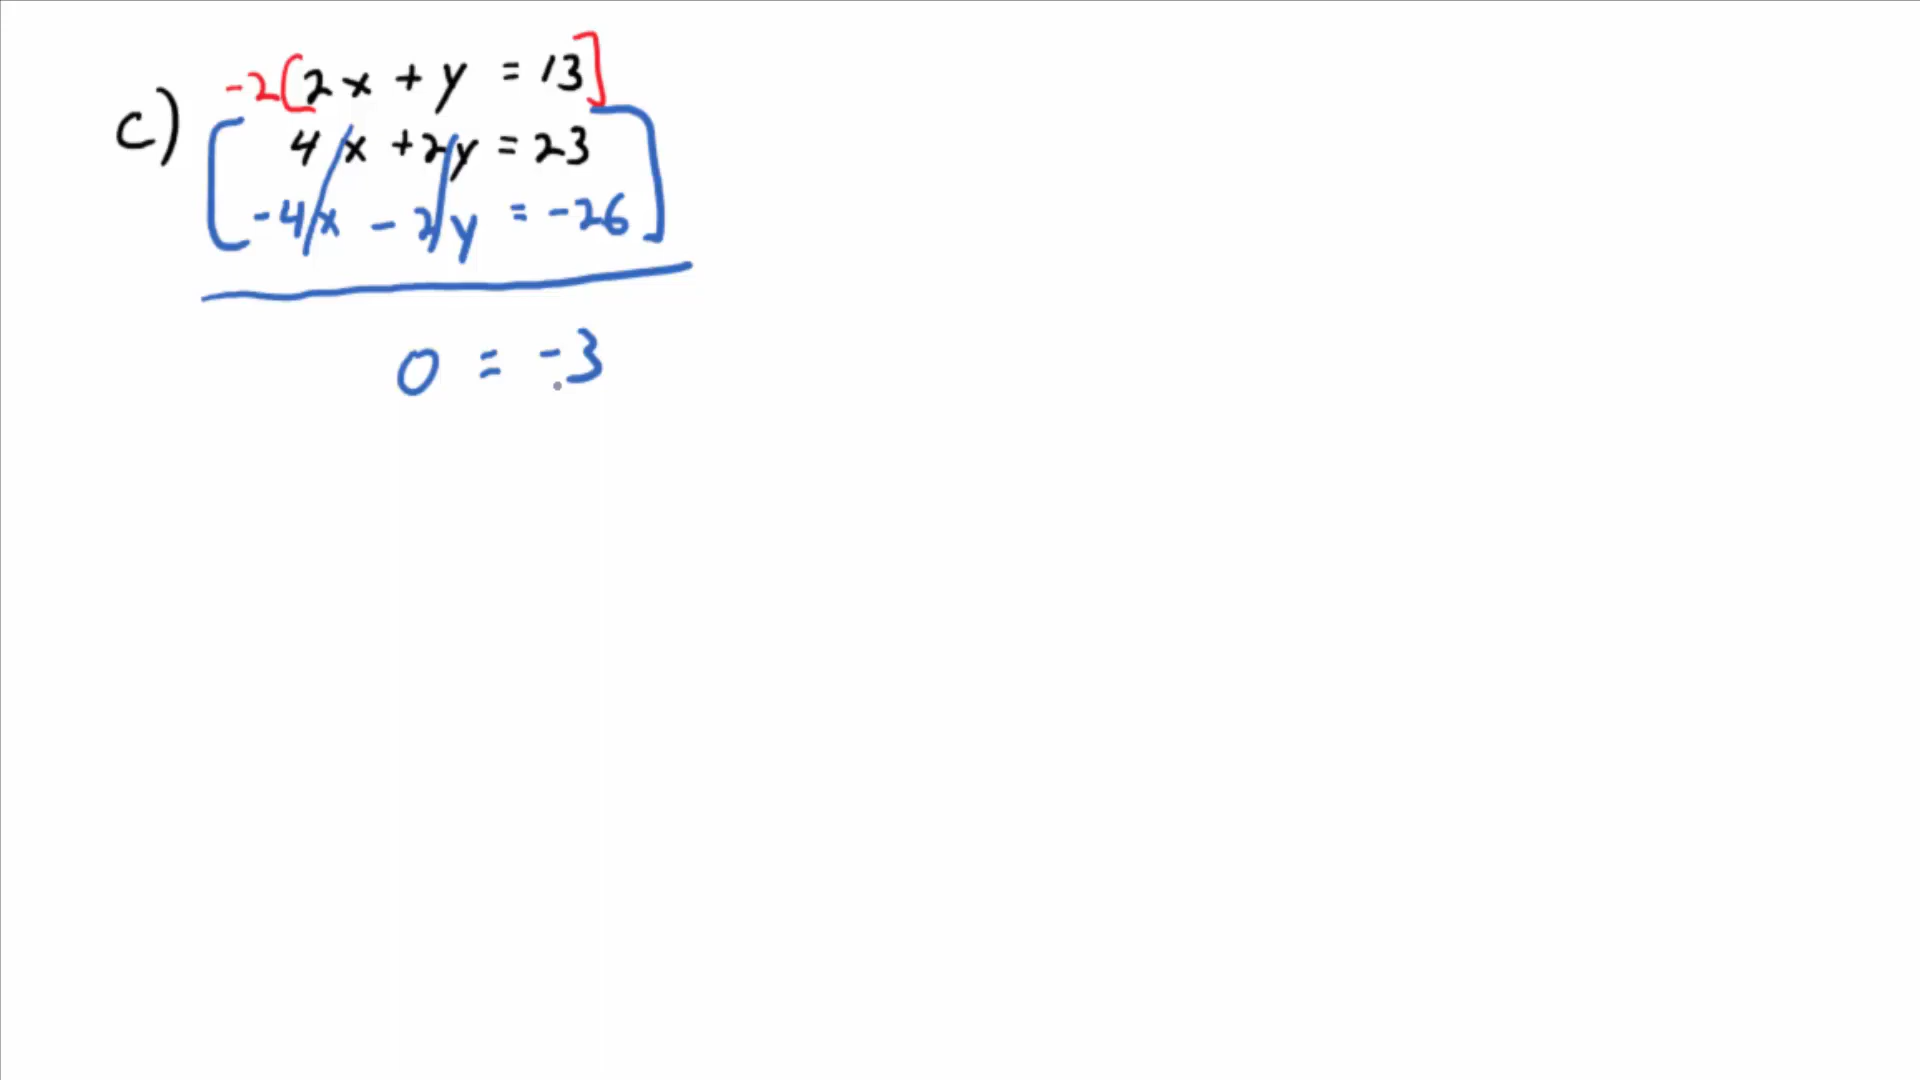 -2[2x + y = 13]
c)
4x + 2y = 23
-4x - 2y = -26
0 = -3